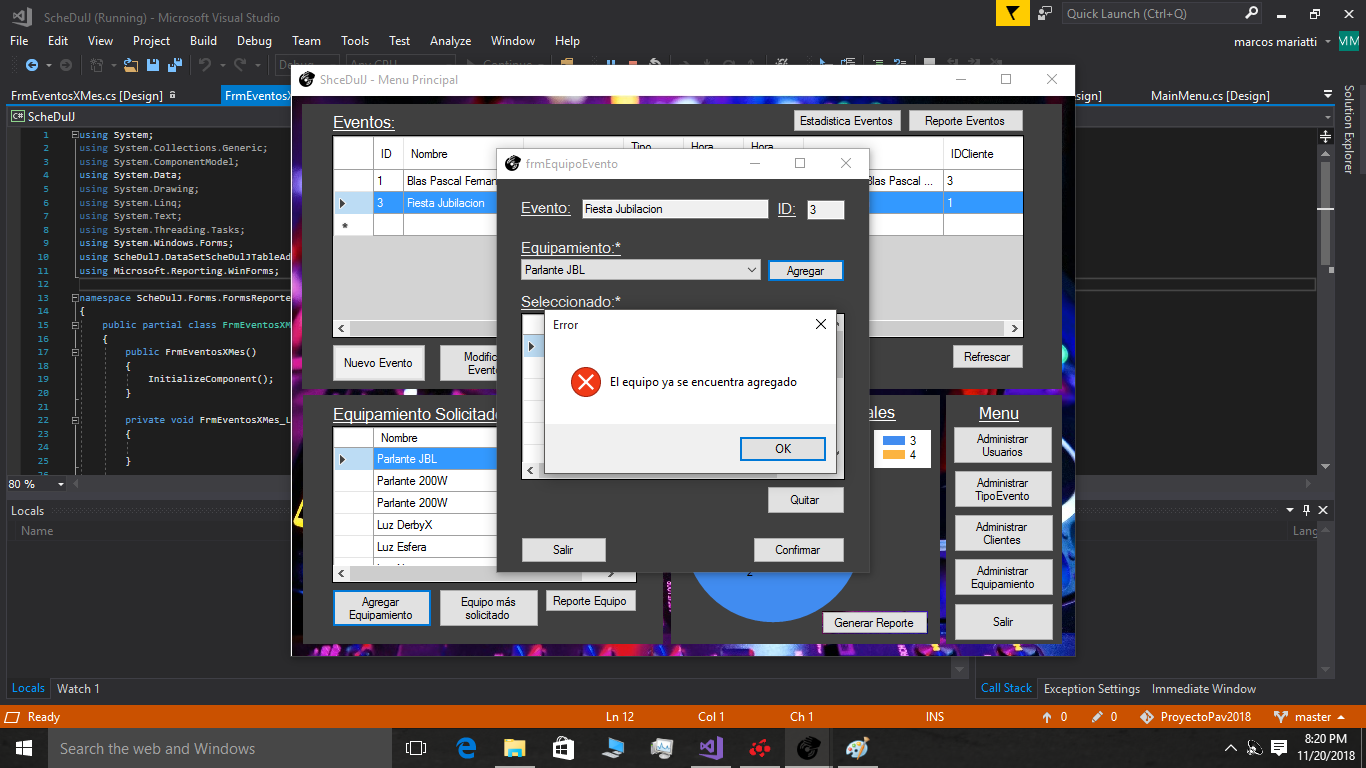 ScheDulJ (Running) - Microsoft Visual Studio
Quick Launch (Ctrl+Q)
File Edit View Project Build Debug Team Tools Test Analyze Window Help
marcos mariatti MM
FrmEventosXMes.cs [Design]
FrmEventosX
MainMenu.cs [Design]
Solution Explorer
C# ScheDulJ
1 using System;
2 using System.Collections.Generic;
3 using System.ComponentModel;
4 using System.Data;
5 using System.Drawing;
6 using System.Linq;
7 using System.Text;
8 using System.Threading.Tasks;
9 using System.Windows.Forms;
10 using ScheDulJ.DataSetScheDulJTableAd
11 using Microsoft.Reporting.WinForms;
12
13 namespace ScheDulJ.Forms.FormsReporte
14 {
15 public partial class FrmEventosXM
16 {
17 public FrmEventosXMes()
18 {
19 InitializeComponent();
20 }
21
22 private void FrmEventosXMes_L
23 {
24
25 }
80 %
Locals
Name
Lang
Locals Watch 1
Call Stack Exception Settings Immediate Window
Ready
Ln 12 Col 1 Ch 1 INS
0 0 ProyectoPav2018 master
ShceDulJ - Menu Principal
Eventos:
Estadistica Eventos
Reporte Eventos
ID Nombre Tipo Hora Hora IDCliente
1 Blas Pascal Fernan Blas Pascal ... 3
3 Fiesta Jubilacion 1
Nuevo Evento
Modific
Evento
Refrescar
Equipamiento Solicitado
Nombre
Parlante JBL
Parlante 200W
Parlante 200W
Luz DerbyX
Luz Esfera
Agregar
Equipamiento
Equipo más
solicitado
Reporte Equipo
ales
3
4
2
Generar Reporte
Menu
Administrar
Usuarios
Administrar
TipoEvento
Administrar
Clientes
Administrar
Equipamiento
Salir
frmEquipoEvento
Evento: Fiesta Jubilacion ID: 3
Equipamiento:*
Parlante JBL
Agregar
Seleccionado:*
Quitar
Salir
Confirmar
Error
El equipo ya se encuentra agregado
OK
Search the web and Windows
8:20 PM
11/20/2018